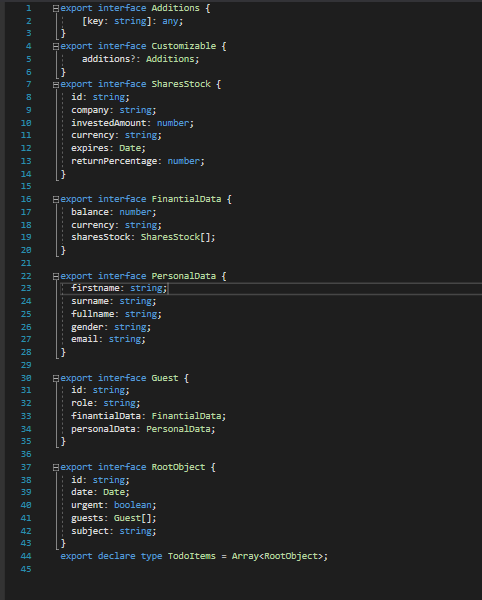 1 export interface Additions {
2 [key: string]: any;
3 }
4 export interface Customizable {
5 additions?: Additions;
6 }
7 export interface SharesStock {
8 id: string;
9 company: string;
10 investedAmount: number;
11 currency: string;
12 expires: Date;
13 returnPercentage: number;
14 }
15
16 export interface FinantialData {
17 balance: number;
18 currency: string;
19 sharesStock: SharesStock[];
20 }
21
22 export interface PersonalData {
23 firstname: string;
24 surname: string;
25 fullname: string;
26 gender: string;
27 email: string;
28 }
29
30 export interface Guest {
31 id: string;
32 role: string;
33 finantialData: FinantialData;
34 personalData: PersonalData;
35 }
36
37 export interface RootObject {
38 id: string;
39 date: Date;
40 urgent: boolean;
41 guests: Guest[];
42 subject: string;
43 }
44 export declare type TodoItems = Array<RootObject>;
45